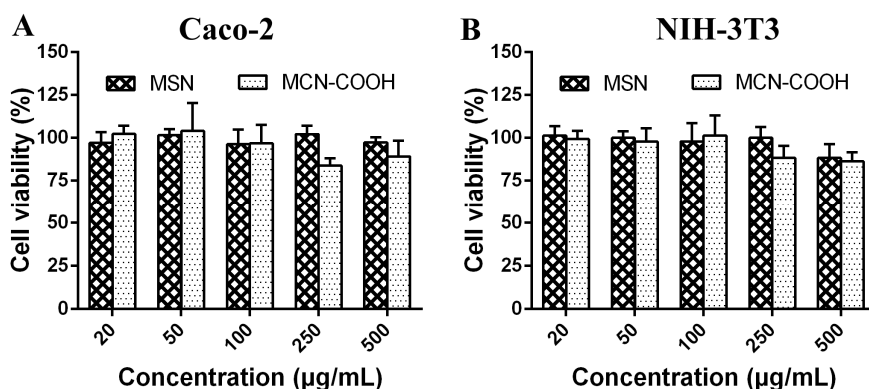 A Caco-2
MSN MCN-COOH
Cell viability (%)
150
125
100
75
50
25
0
20 50 100 250 500
Concentration (µg/mL)
B NIH-3T3
MSN MCN-COOH
Cell viability (%)
150
125
100
75
50
25
0
20 50 100 250 500
Concentration (µg/mL)